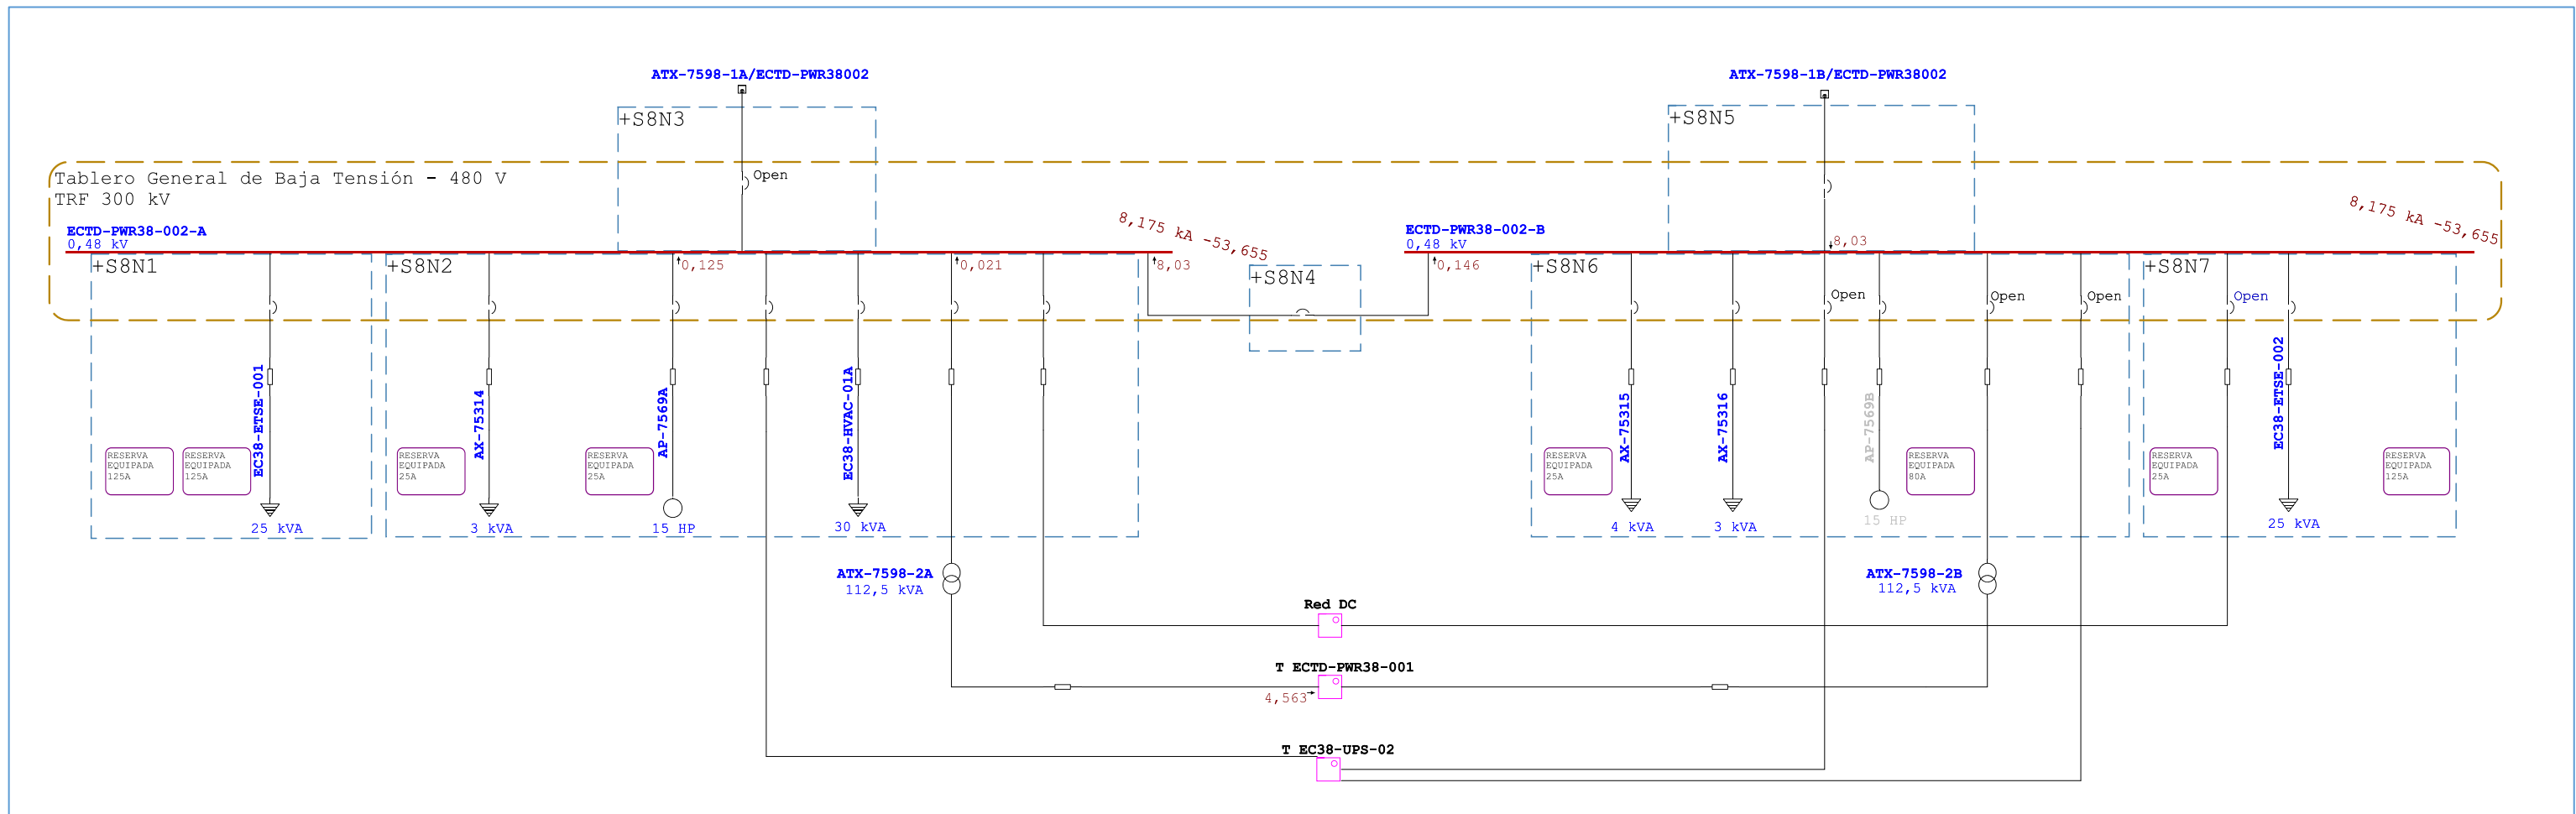 ATX-7598-1A/ECTD-PWR38002
ATX-7598-1B/ECTD-PWR38002
+S8N3
+S8N5
Tablero General de Baja Tensión - 480 V
TRF 300 kV
Open
ECTD-PWR38-002-A
0,48 kV
8,175 kA -53,655
ECTD-PWR38-002-B
0,48 kV
8,03
8,175 kA -53,655
+S8N1
+S8N2
0,125
0,021
8,03
+S8N4
0,146
+S8N6
+S8N7
Open
Open
Open
Open
EC38-ETSE-001
AX-75314
AP-7569A
EC38-HVAC-01A
AX-75315
AX-75316
AP-7569B
EC38-ETSE-002
RESERVA
EQUIPADA
125A
RESERVA
EQUIPADA
125A
RESERVA
EQUIPADA
25A
RESERVA
EQUIPADA
25A
RESERVA
EQUIPADA
25A
RESERVA
EQUIPADA
80A
RESERVA
EQUIPADA
25A
RESERVA
EQUIPADA
125A
25 kVA
3 kVA
15 HP
30 kVA
4 kVA
3 kVA
15 HP
25 kVA
ATX-7598-2A
112,5 kVA
ATX-7598-2B
112,5 kVA
Red DC
T ECTD-PWR38-001
4,563
T EC38-UPS-02